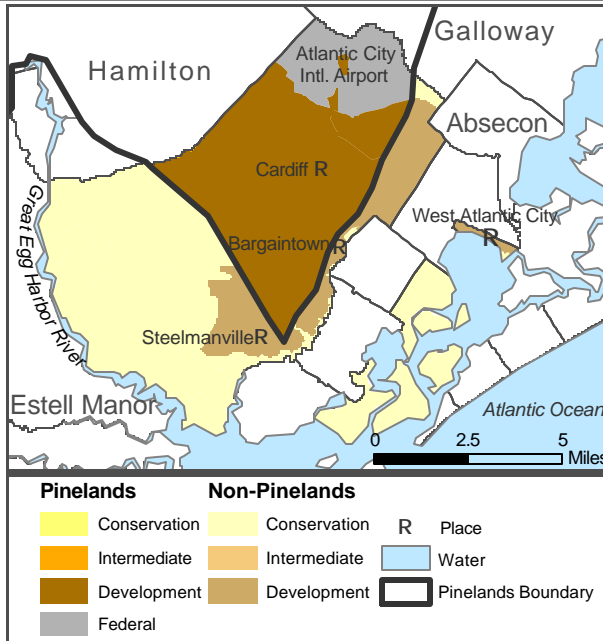 Galloway
Hamilton
Atlantic City
Intl. Airport
Absecon
Cardiff R
West Atlantic City
R
Bargaintown R
Great Egg Harbor River
Steelmanville R
Estell Manor
Atlantic Ocean
0 2.5 5
Miles
Pinelands Non-Pinelands
Conservation Conservation R Place
Intermediate Intermediate Water
Development Development Pinelands Boundary
Federal